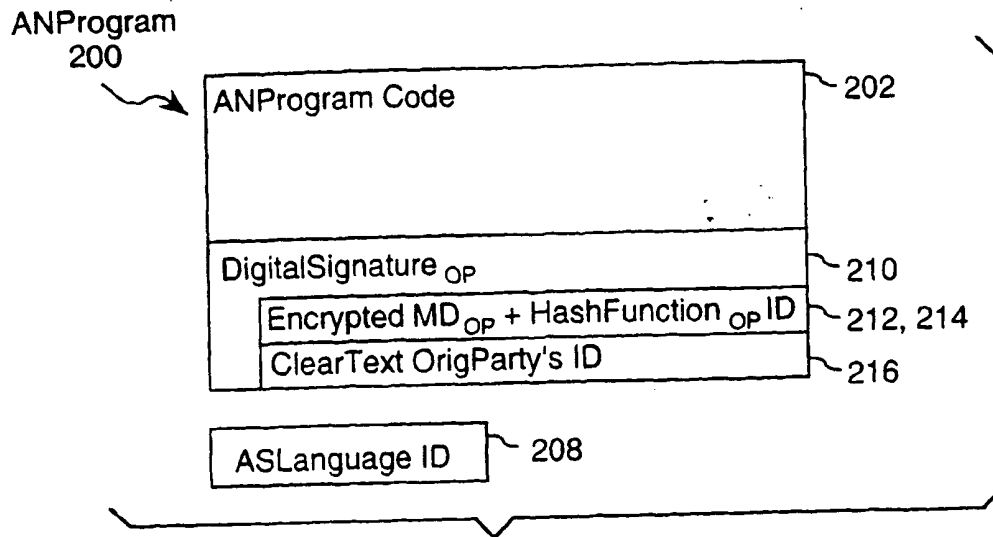 ANProgram
200
ANProgram Code
202
DigitalSignature OP
210
Encrypted MD OP + HashFunction OP ID
212, 214
ClearText OrigParty's ID
216
ASLanguage ID
208